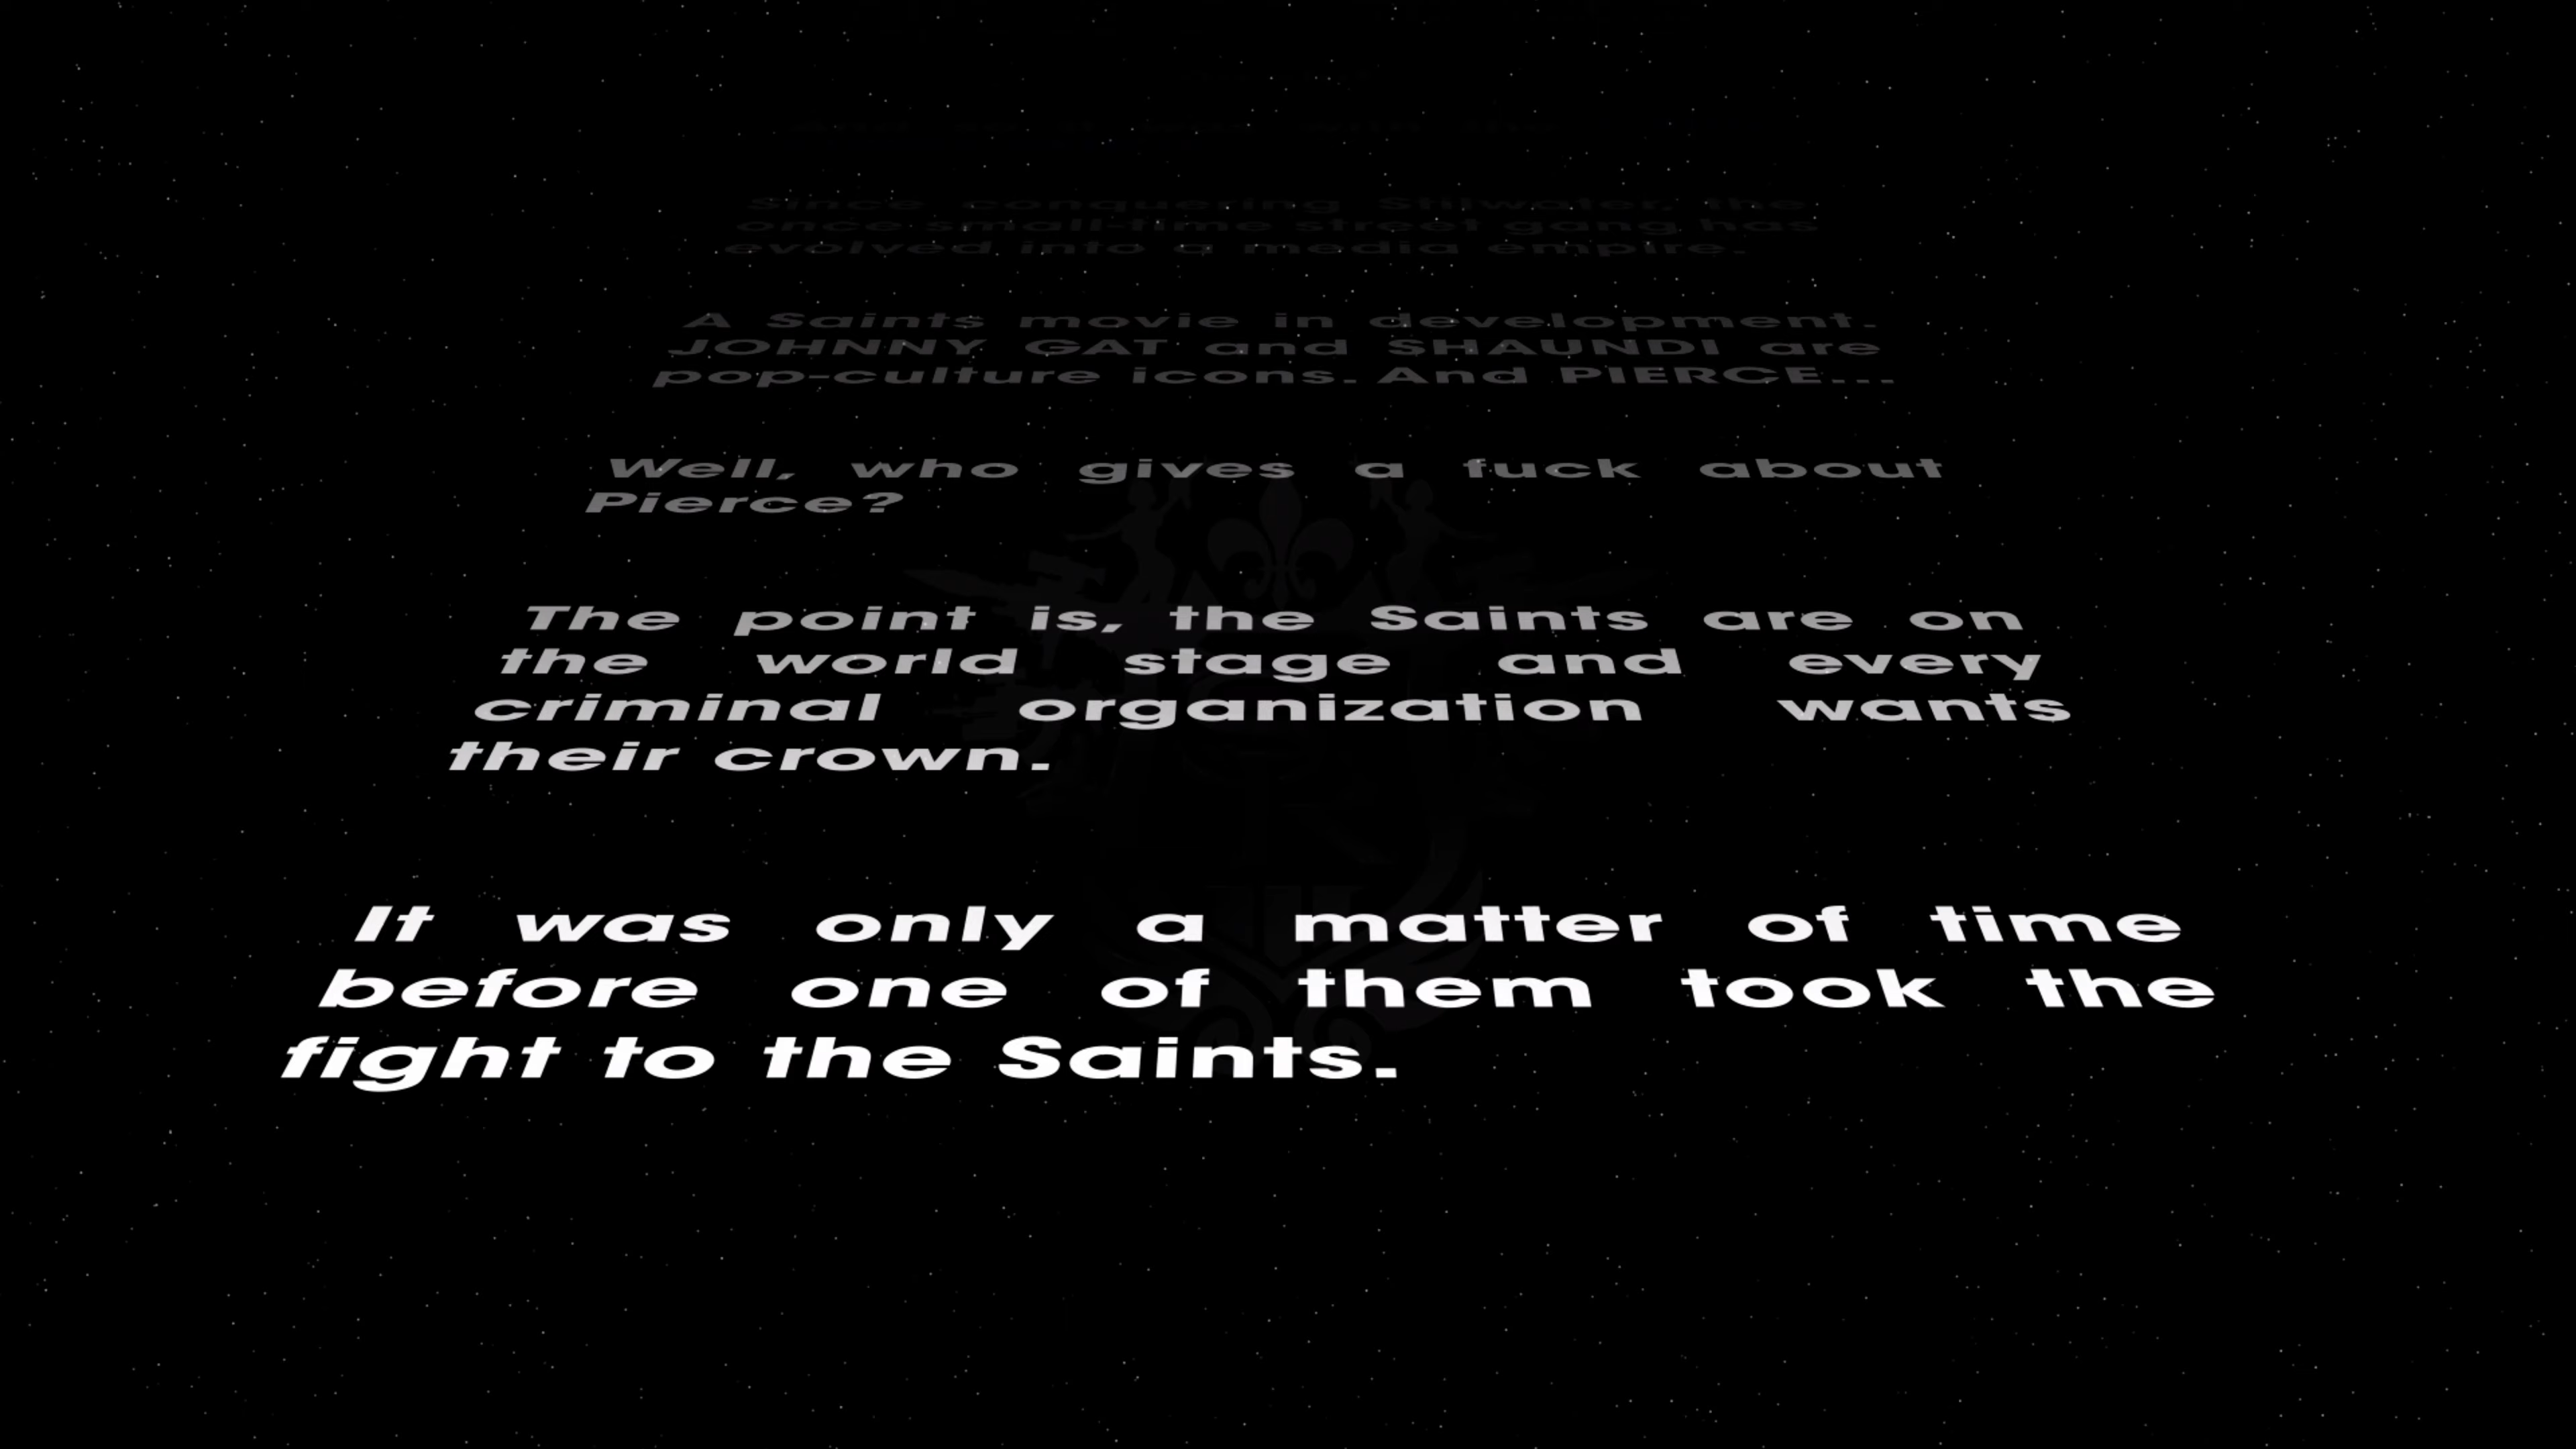 Since conquering Stilwater, the
once small-time street gang has
evolved into a media empire.
A Saints movie in development.
JOHNNY GAT and SHAUNDI are
pop-culture icons. And PIERCE...
Well, who gives a fuck about
Pierce?
The point is, the Saints are on
the world stage and every
criminal organization wants
their crown.
It was only a matter of time
before one of them took the
fight to the Saints.